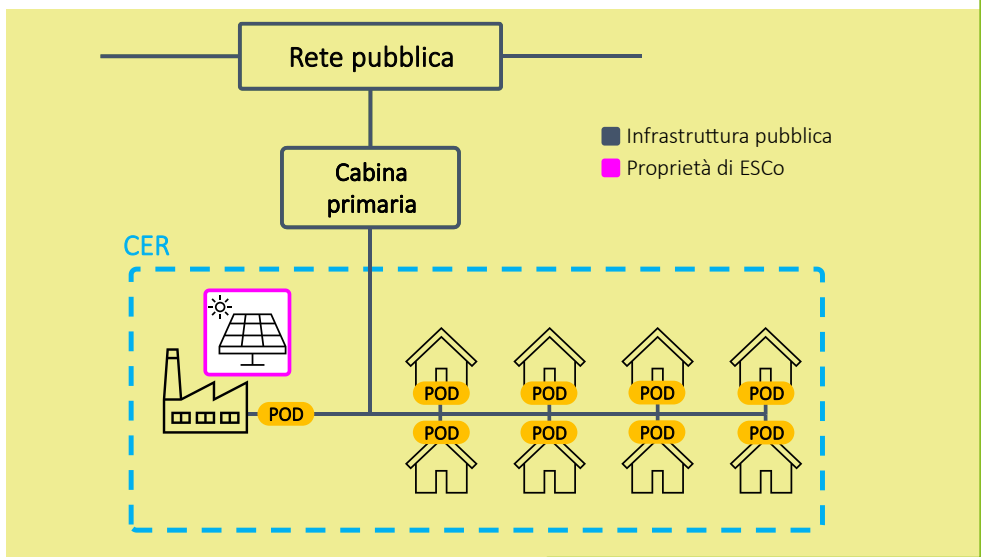 Rete pubblica
Infrastruttura pubblica
Cabina
primaria
Proprietà di ESCo
CER
POD POD POD POD
POD
POD POD POD POD